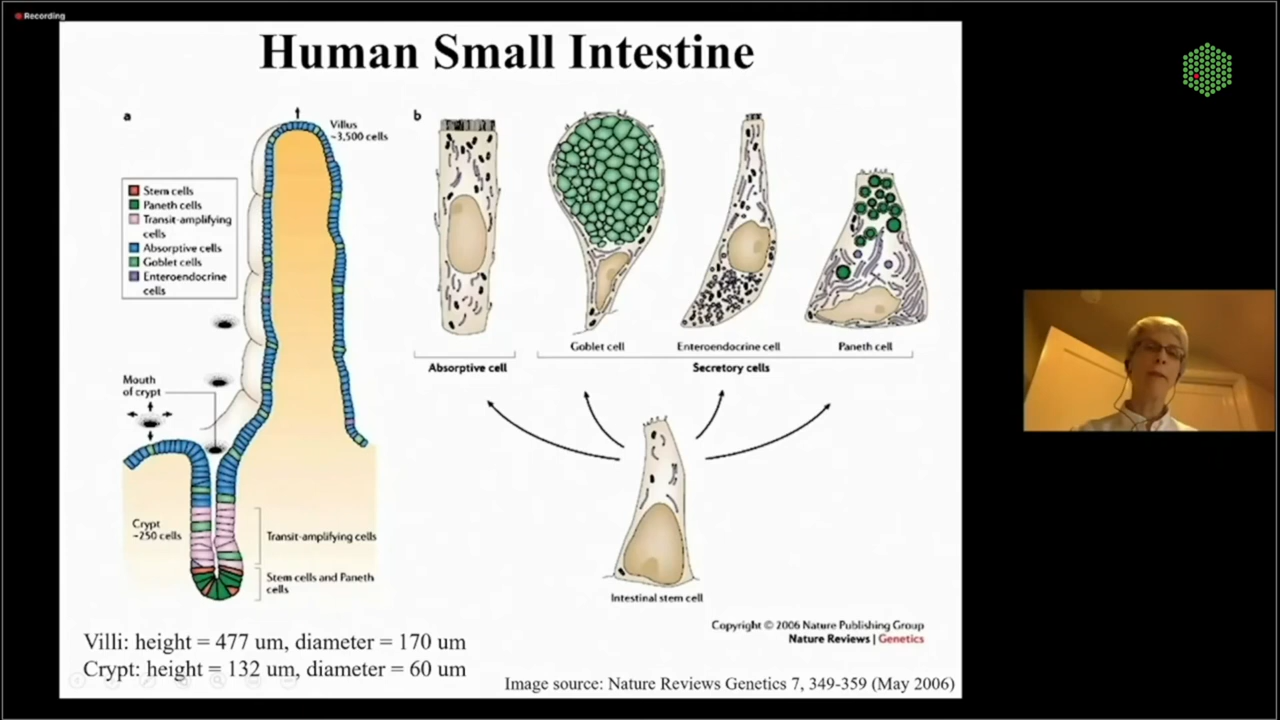 Recording
Human Small Intestine
a
Villus
~3,500 cells
Stem cells
Paneth cells
Transit-amplifying
cells
Absorptive cells
Goblet cells
Enteroendocrine
cells
Mouth
of crypt
Crypt
~250 cells
Transit-amplifying cells
Stem cells and Paneth
cells
b
Goblet cell
Enteroendocrine cell
Paneth cell
Absorptive cell
Secretory cells
Intestinal stem cell
Copyright © 2006 Nature Publishing Group
Nature Reviews | Genetics
Villi: height = 477 um, diameter = 170 um
Crypt: height = 132 um, diameter = 60 um
Image source: Nature Reviews Genetics 7, 349-359 (May 2006)